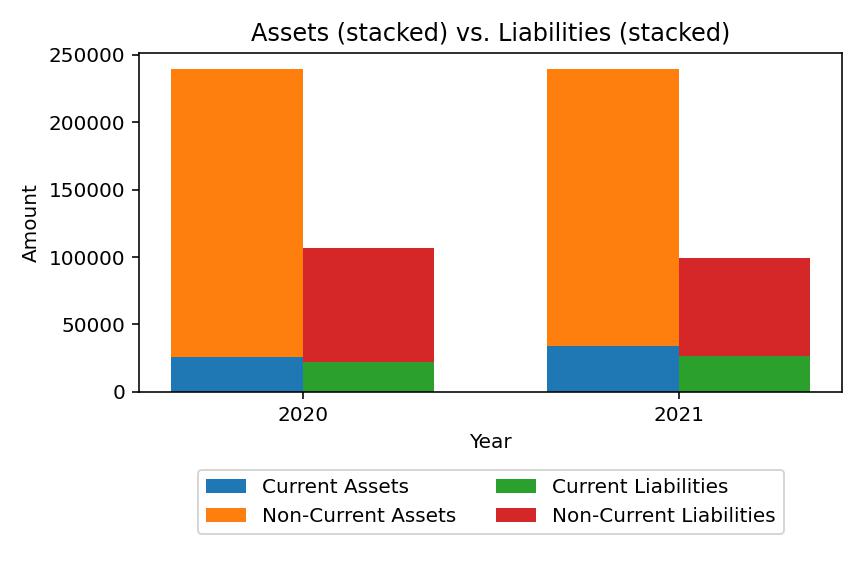 Assets (stacked) vs. Liabilities (stacked)
250000
200000
150000
100000
50000
0
Amount
2020
2021
Year
Current Assets
Non-Current Assets
Current Liabilities
Non-Current Liabilities